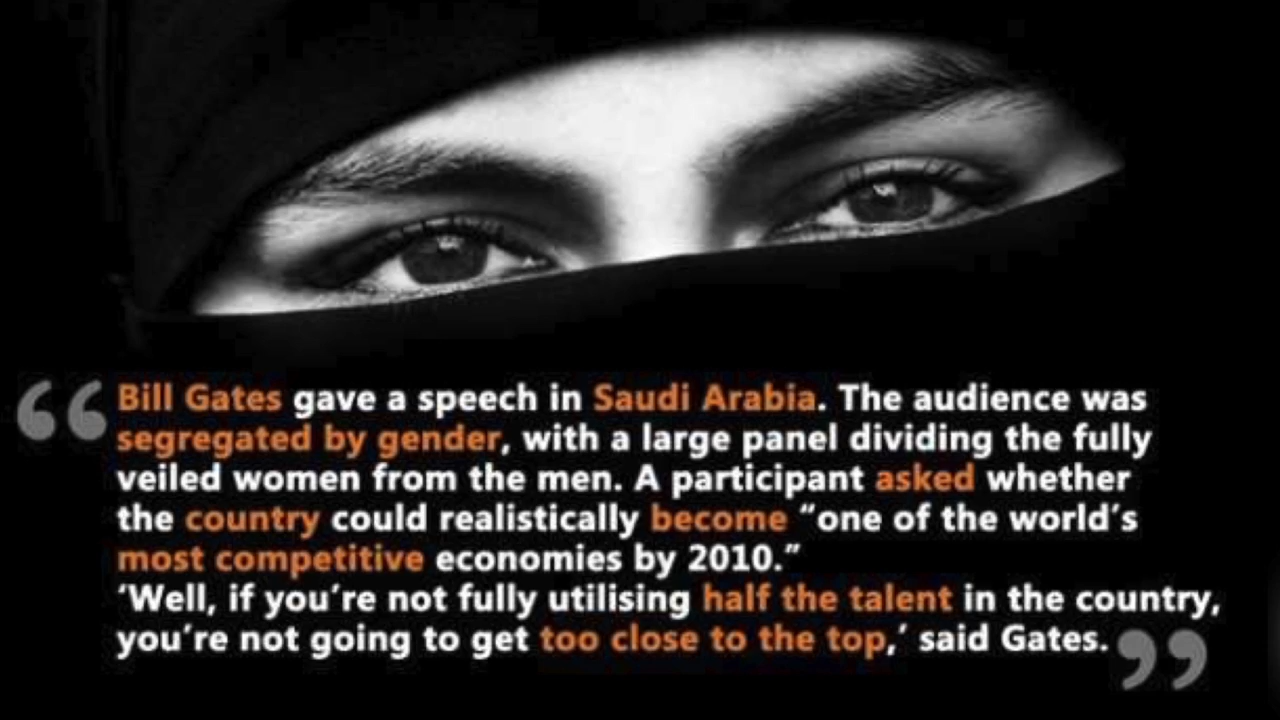 “ Bill Gates gave a speech in Saudi Arabia. The audience was
segregated by gender, with a large panel dividing the fully
veiled women from the men. A participant asked whether
the country could realistically become “one of the world’s
most competitive economies by 2010.”
‘Well, if you’re not fully utilising half the talent in the country,
you’re not going to get too close to the top,’ said Gates. ”